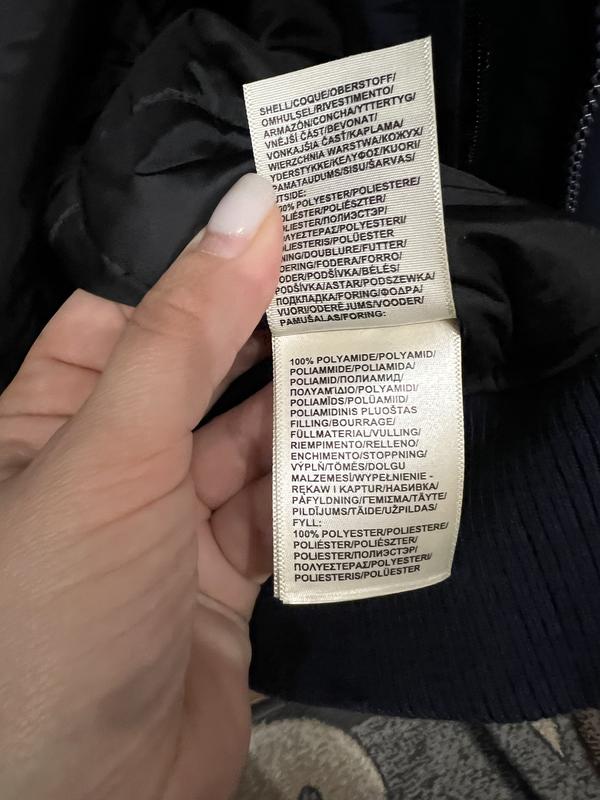 SHELL/COQUE/OBERSTOFF/
OMHULSEL/RIVESTIMENTO/
ARMAZÓN/CONCHA/YTTERTYG/
VNĚJŠÍ ČÁST/BEVONAT/
VONKAJŠIA ČASŤ/KAPLAMA/
WIERZCHNIA WARSTWA/КОЖУХ/
YDERSTYKKE/ΚΕΛΥΦΟΣ/KUORI/
PAMATAUDUMS/SISU/ŠARVAS/
UTSIDE:
100% POLYESTER/POLIESTERE/
POLIÉSTER/POLIÉSZTER/
POLIESTER/ПОЛИЭСТЭР/
ΠΟΛΥΕΣΤΕΡΑΣ/POLYESTERI/
POLIESTERIS/POLÜESTER
LINING/DOUBLURE/FUTTER/
VOERING/FODERA/FORRO/
FODER/PODŠÍVKA/BÉLÉS/
PODŠÍVKA/ASTAR/PODSZEWKA/
ПОДКЛАДКА/FORING/ΦΟΔΡΑ/
VUORI/ODERĒJUMS/VOODER/
PAMUŠALAS/FORING:
100% POLYAMIDE/POLYAMID/
POLIAMMIDE/POLIAMIDA/
POLIAMID/ПОЛИАМИД/
ΠΟΛΥΑΜΊΔΙΟ/POLYAMIDI/
POLIAMĪDS/POLÜAMIID/
POLIAMIDINIS PLUOŠTAS
FILLING/BOURRAGE/
FÜLLMATERIAL/VULLING/
RIEMPIMENTO/RELLENO/
ENCHIMENTO/STOPPNING/
VÝPLŇ/TÖMÉS/DOLGU
MALZEMESİ/WYPEŁNIENIE -
RĘKAW I KAPTUR/НАБИВКА/
PÅFYLDNING/ΓΕΜΙΣΜΑ/TÄYTE/
PILDĪJUMS/TÄIDE/UŽPILDAS/
FYLL:
100% POLYESTER/POLIESTERE/
POLIÉSTER/POLIÉSZTER/
POLIESTER/ПОЛИЭСТЭР/
ΠΟΛΥΕΣΤΕΡΑΣ/POLYESTERI/
POLIESTERIS/POLÜESTER